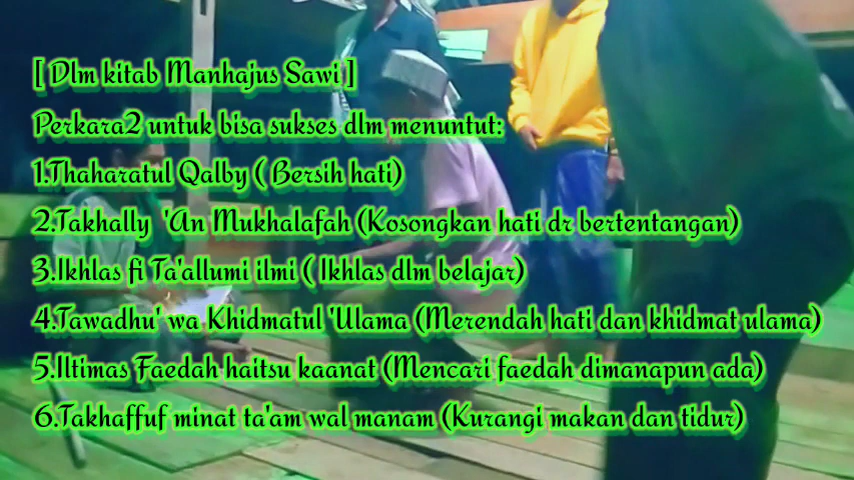 [ Dlm kitab Manhajus Sawi ]
Perkara2 untuk bisa sukses dlm menuntut:
1.Thaharatul Qalby ( Bersih hati)
2.Takhally 'An Mukhalafah (Kosongkan hati dr bertentangan)
3.Ikhlas fi Ta'allumi ilmi ( Ikhlas dlm belajar)
4.Tawadhu' wa Khidmatul 'Ulama (Merendah hati dan khidmat ulama)
5.Iltimas Faedah haitsu kaanat (Mencari faedah dimanapun ada)
6.Takhaffuf minat ta'am wal manam (Kurangi makan dan tidur)